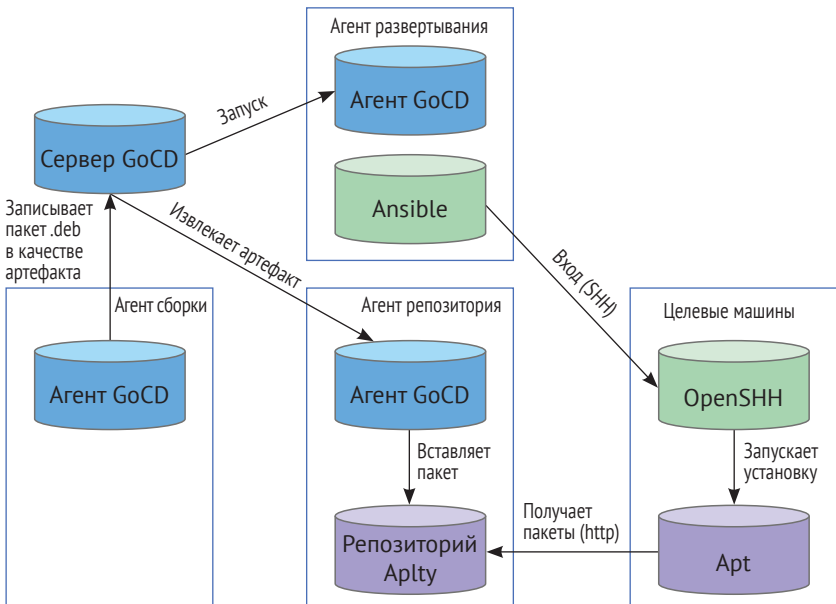 Агент развертывания
Агент GoCD
Запуск
Сервер GoCD
Ansible
Записывает
пакет .deb
в качестве
артефакта
Извлекает артефакт
Вход (SHH)
Агент сборки
Агент GoCD
Агент репозитория
Агент GoCD
Вставляет
пакет
Репозиторий
Aplty
Целевые машины
OpenSHH
Запускает
установку
Получает
пакеты (http)
Apt